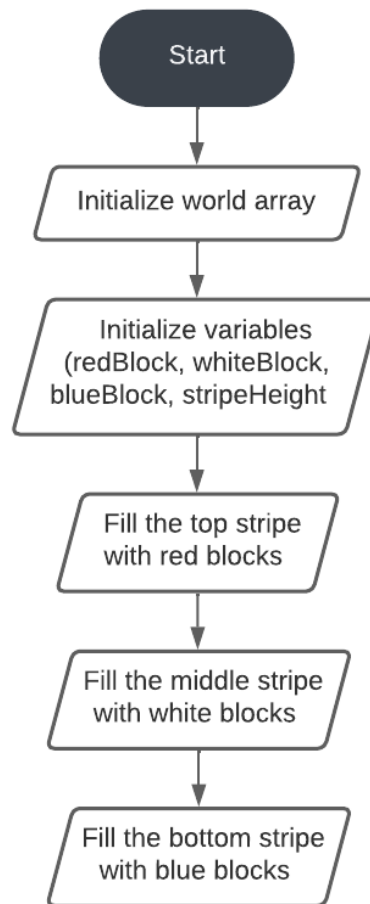 Start
Initialize world array
Initialize variables
(redBlock, whiteBlock,
blueBlock, stripeHeight
Fill the top stripe
with red blocks
Fill the middle stripe
with white blocks
Fill the bottom stripe
with blue blocks